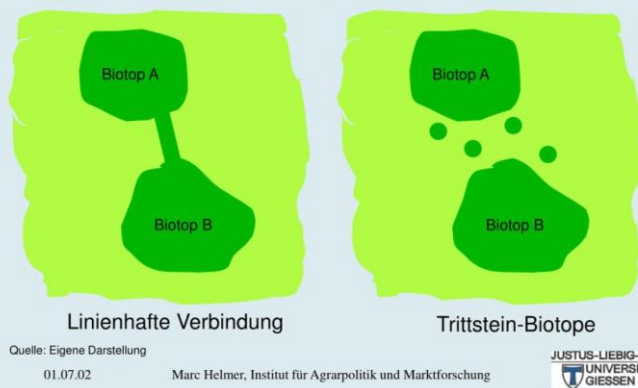 Biotop A
Biotop B
Linienhafte Verbindung
Biotop A
Biotop B
Trittstein-Biotope
Quelle: Eigene Darstellung
01.07.02 Marc Helmer, Institut für Agrarpolitik und Marktforschung
JUSTUS-LIEBIG-
UNIVERSI
GIESSEN